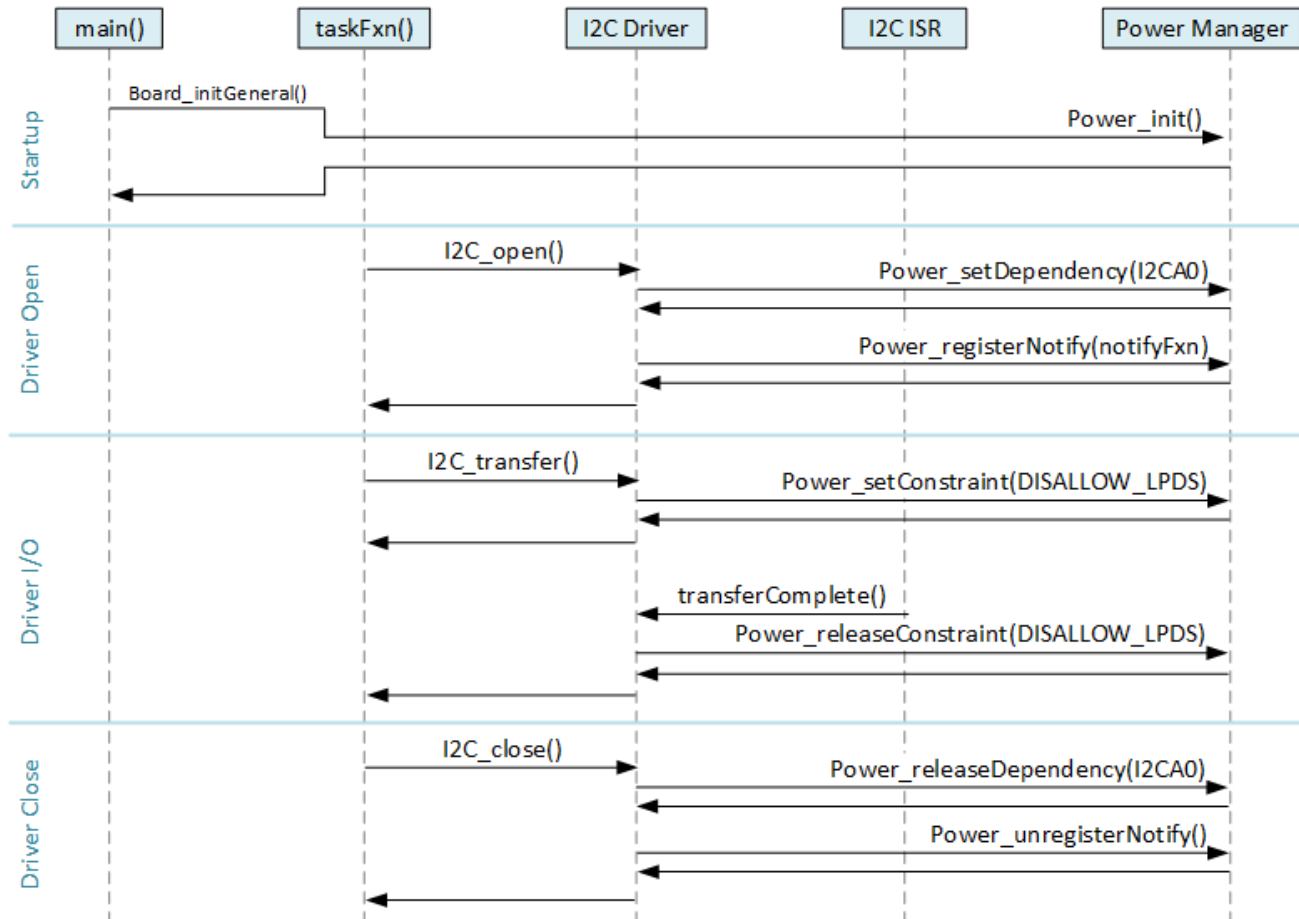 main()
taskFxn()
I2C Driver
I2C ISR
Power Manager
Startup
Board_initGeneral()
Power_init()
Driver Open
I2C_open()
Power_setDependency(I2CA0)
Power_registerNotify(notifyFxn)
Driver I/O
I2C_transfer()
Power_setConstraint(DISALLOW_LPDS)
transferComplete()
Power_releaseConstraint(DISALLOW_LPDS)
Driver Close
I2C_close()
Power_releaseDependency(I2CA0)
Power_unregisterNotify()